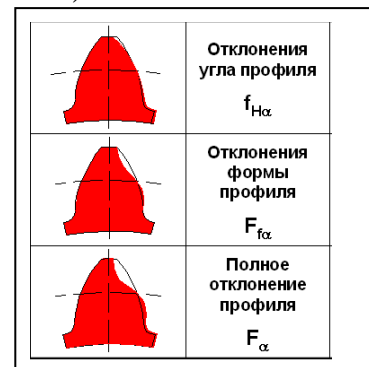 Отклонения
угла профиля
fHα
Отклонения
формы
профиля
Ffα
Полное
отклонение
профиля
Fα